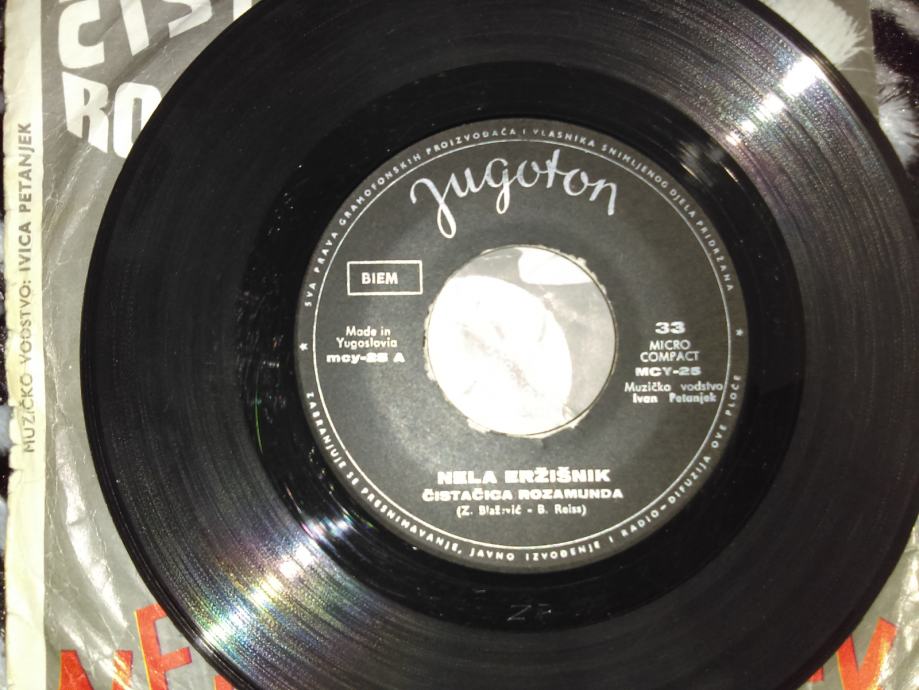 ČIST
RO
MUZIČKO VODSTVO: IVICA PETANJEK
SVA PRAVA GRAMOFONSKIH PROIZVOĐAČA I VLASNIKA SNIMLJENOG DJELA PRIDRŽANA
Jugoton
BIEM
Made in
Yugoslovia
mcy-25 A
33
MICRO
COMPACT
MCY-25
Muzičko vodstvo
Ivan Petanjek
NELA ERŽIŠNIK
ČISTAČICA ROZAMUNDA
(Z. Blažević - B. Reiss)
ZABRANJUJE SE PRESNIMAVANJE, JAVNO IZVOĐENJE I RADIO-DIFUZIJA OVE PLOČE
NE